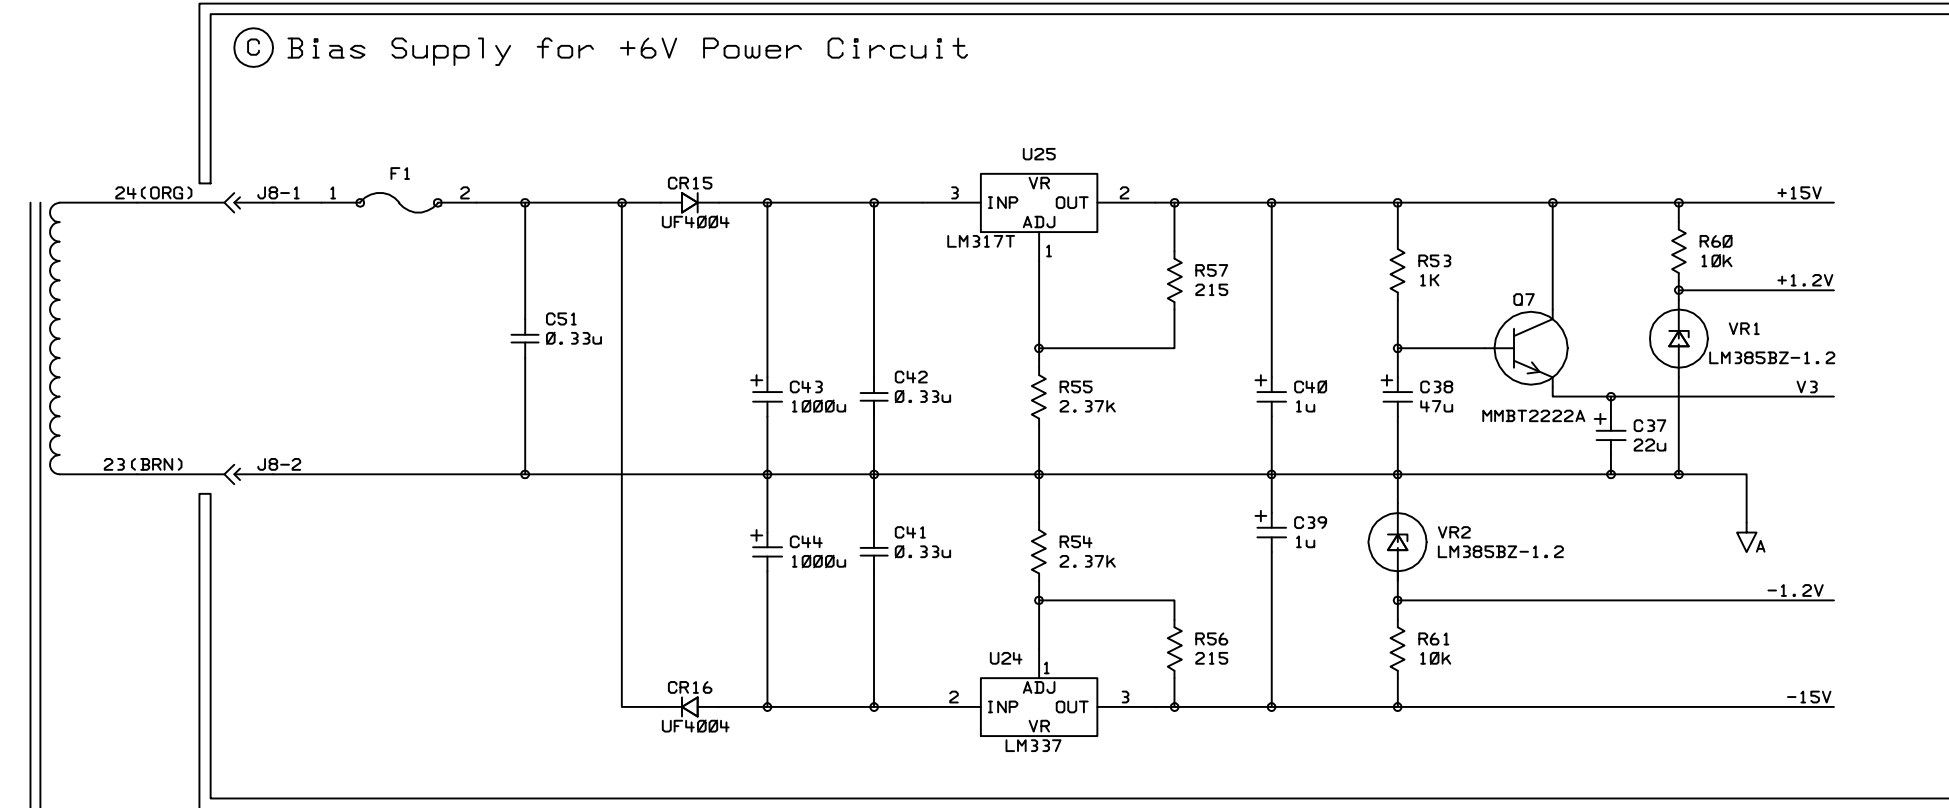 C Bias Supply for +6V Power Circuit
24(ORG)
J8-1
1
F1
2
CR15
UF4004
C51
0.33u
C43
1000u
C42
0.33u
U25
3
VR
INP OUT
ADJ
2
LM317T
1
R57
215
R55
2.37k
C40
1u
R53
1K
C38
47u
Q7
MMBT2222A
C37
22u
R60
10k
VR1
LM385BZ-1.2
+15V
+1.2V
V3
23(BRN)
J8-2
C44
1000u
C41
0.33u
R54
2.37k
C39
1u
VR2
LM385BZ-1.2
A
-1.2V
R56
215
R61
10k
CR16
UF4004
U24
1
2
ADJ
INP OUT
VR
3
LM337
-15V